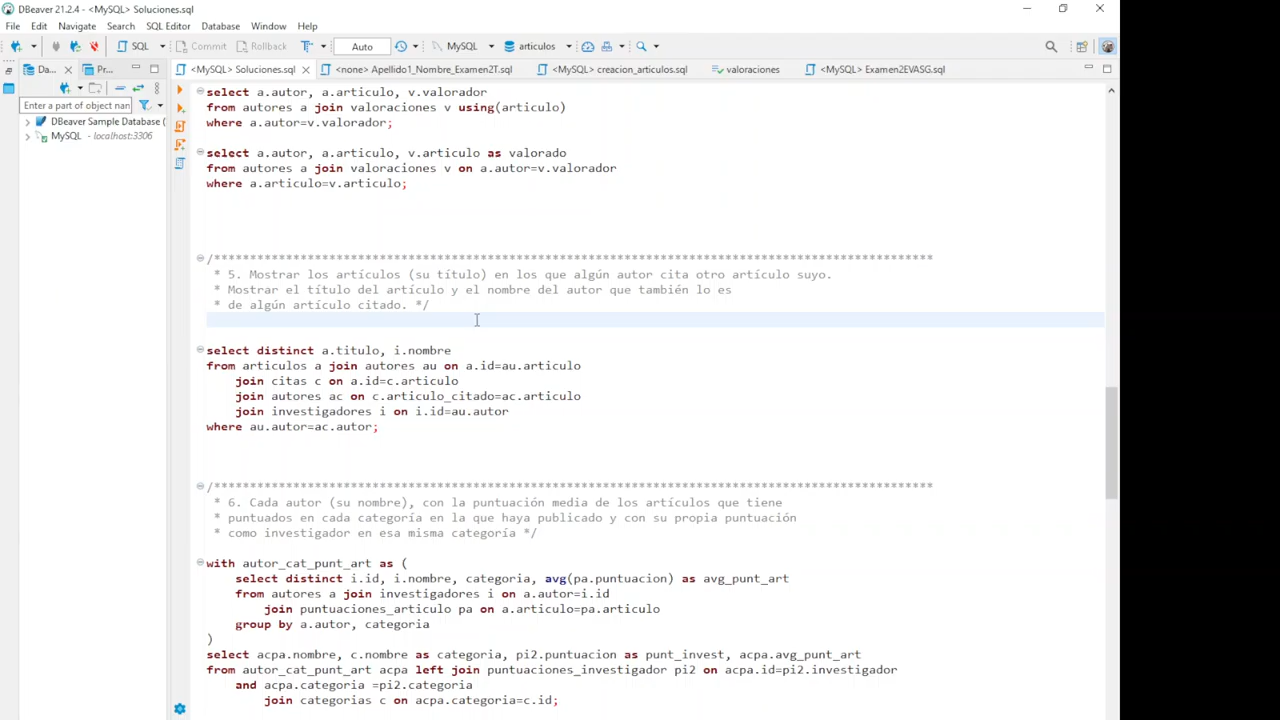 DBeaver 21.2.4 - <MySQL> Soluciones.sql
File Edit Navigate Search SQL Editor Database Window Help
SQL Commit Rollback Auto MySQL articulos
Da... Pr... <MySQL> Soluciones.sql <none> Apellido1_Nombre_Examen2T.sql <MySQL> creacion_articulos.sql valoraciones <MySQL> Examen2EVASG.sql
Enter a part of object nan
DBeaver Sample Database (
MySQL - localhost:3306
select a.autor, a.articulo, v.valorador
from autores a join valoraciones v using(articulo)
where a.autor=v.valorador;
select a.autor, a.articulo, v.articulo as valorado
from autores a join valoraciones v on a.autor=v.valorador
where a.articulo=v.articulo;
/****************************************************************************************************
* 5. Mostrar los artículos (su título) en los que algún autor cita otro artículo suyo.
* Mostrar el título del artículo y el nombre del autor que también lo es
* de algún artículo citado. */
select distinct a.titulo, i.nombre
from articulos a join autores au on a.id=au.articulo
join citas c on a.id=c.articulo
join autores ac on c.articulo_citado=ac.articulo
join investigadores i on i.id=au.autor
where au.autor=ac.autor;
/****************************************************************************************************
* 6. Cada autor (su nombre), con la puntuación media de los artículos que tiene
* puntuados en cada categoría en la que haya publicado y con su propia puntuación
* como investigador en esa misma categoría */
with autor_cat_punt_art as (
select distinct i.id, i.nombre, categoria, avg(pa.puntuacion) as avg_punt_art
from autores a join investigadores i on a.autor=i.id
join puntuaciones_articulo pa on a.articulo=pa.articulo
group by a.autor, categoria
)
select acpa.nombre, c.nombre as categoria, pi2.puntuacion as punt_invest, acpa.avg_punt_art
from autor_cat_punt_art acpa left join puntuaciones_investigador pi2 on acpa.id=pi2.investigador
and acpa.categoria =pi2.categoria
join categorias c on acpa.categoria=c.id;